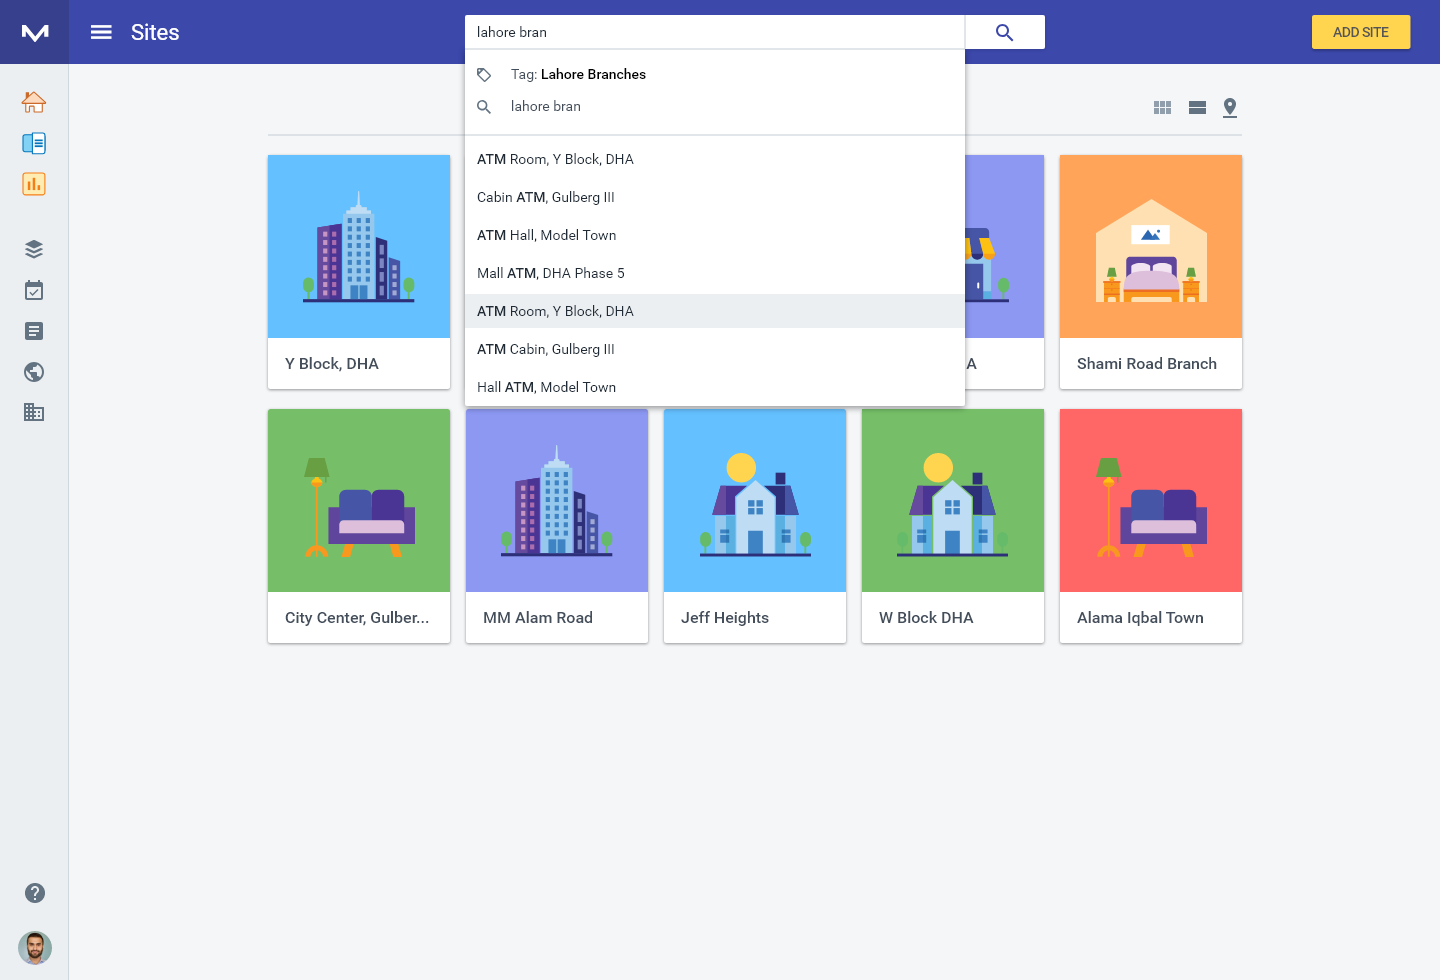 Sites
lahore bran
ADD SITE
Tag: Lahore Branches
lahore bran
ATM Room, Y Block, DHA
Cabin ATM, Gulberg III
ATM Hall, Model Town
Mall ATM, DHA Phase 5
ATM Room, Y Block, DHA
ATM Cabin, Gulberg III
Hall ATM, Model Town
Y Block, DHA
A
Shami Road Branch
City Center, Gulber...
MM Alam Road
Jeff Heights
W Block DHA
Alama Iqbal Town